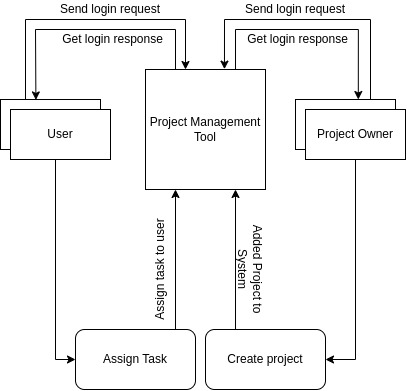 Send login request
Send login request
Get login response
Get login response
Project Management
Tool
User
Project Owner
Assign task to user
Added Project to
System
Assign Task
Create project